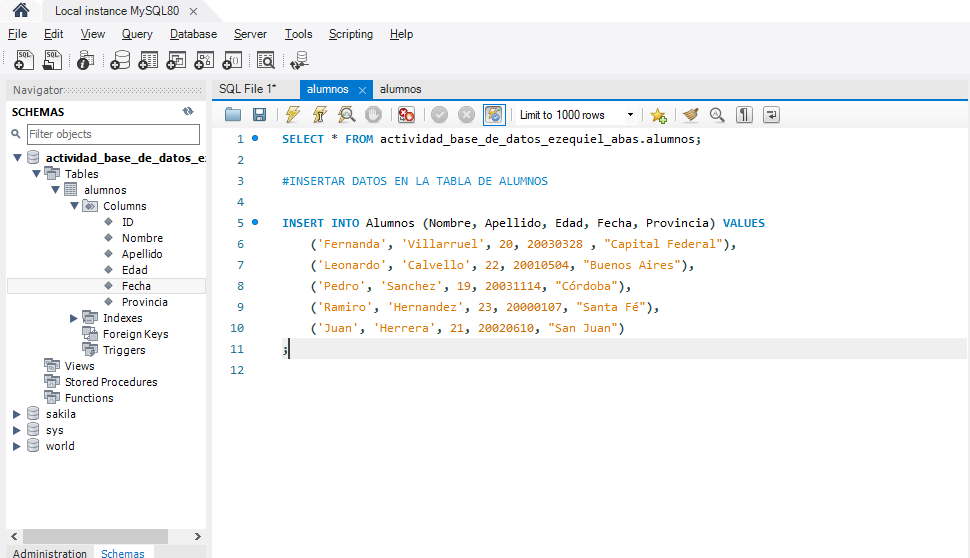 Local instance MySQL80 ×
File Edit View Query Database Server Tools Scripting Help
Navigator
SCHEMAS
Filter objects
actividad_base_de_datos_ez
Tables
alumnos
Columns
ID
Nombre
Apellido
Edad
Fecha
Provincia
Indexes
Foreign Keys
Triggers
Views
Stored Procedures
Functions
sakila
sys
world
Administration Schemas
SQL File 1* alumnos × alumnos
Limit to 1000 rows
1 SELECT * FROM actividad_base_de_datos_ezequiel_abas.alumnos;
2
3 #INSERTAR DATOS EN LA TABLA DE ALUMNOS
4
5 INSERT INTO Alumnos (Nombre, Apellido, Edad, Fecha, Provincia) VALUES
6 ('Fernanda', 'Villarruel', 20, 20030328 , "Capital Federal"),
7 ('Leonardo', 'Calvello', 22, 20010504, "Buenos Aires"),
8 ('Pedro', 'Sanchez', 19, 20031114, "Córdoba"),
9 ('Ramiro', 'Hernandez', 23, 20000107, "Santa Fé"),
10 ('Juan', 'Herrera', 21, 20020610, "San Juan")
11 ;
12